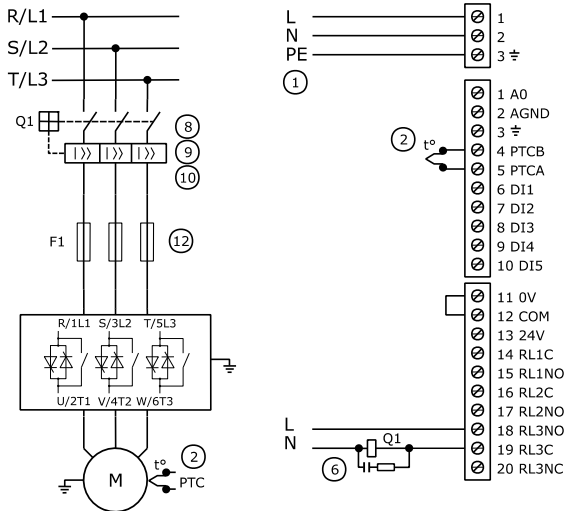 R/L1
S/L2
T/L3
Q1
8
I>> I>> I>>
9
10
F1
12
R/1L1 S/3L2 T/5L3
U/2T1 V/4T2 W/6T3
M
t°
2
PTC
L
N
PE
1
1
2
3
2
t°
1 A0
2 AGND
3
4 PTCB
5 PTCA
6 DI1
7 DI2
8 DI3
9 DI4
10 DI5
11 0V
12 COM
13 24V
14 RL1C
15 RL1NO
16 RL2C
17 RL2NO
18 RL3NO
19 RL3C
20 RL3NC
L
N
Q1
6